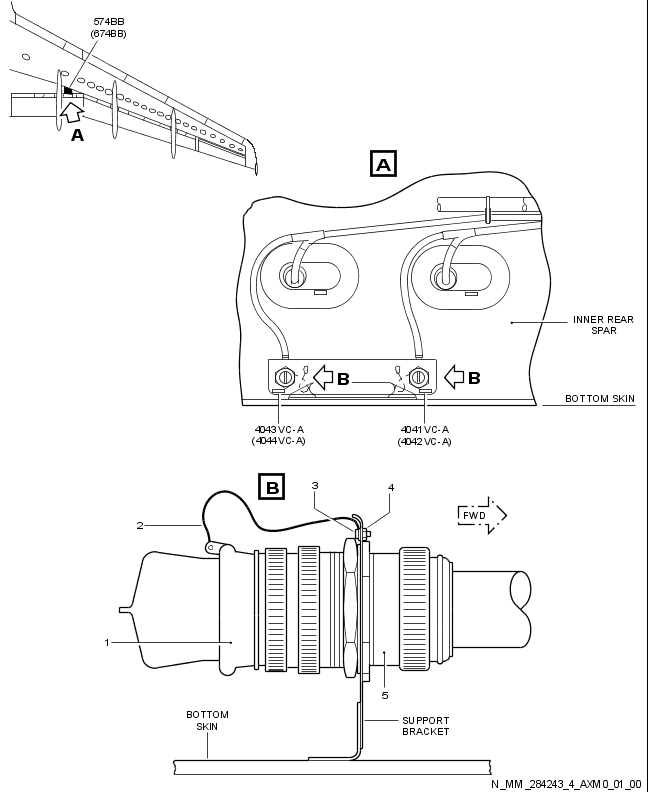 574BB
(674BB)
A
A
INNER REAR
SPAR
B
B
BOTTOM SKIN
4043VC-A
(4044VC-A)
4041VC-A
(4042VC-A)
B
3
4
2
FWD
1
5
BOTTOM
SKIN
SUPPORT
BRACKET
N_MM_284243_4_AXM0_01_00